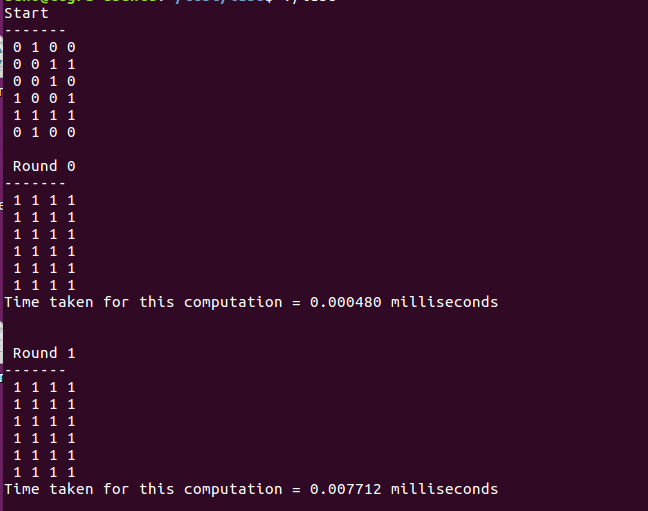 Start
-------
0 1 0 0
0 0 1 1
0 0 1 0
1 0 0 1
1 1 1 1
0 1 0 0
Round 0
-------
1 1 1 1
1 1 1 1
1 1 1 1
1 1 1 1
1 1 1 1
1 1 1 1
Time taken for this computation = 0.000480 milliseconds
Round 1
-------
1 1 1 1
1 1 1 1
1 1 1 1
1 1 1 1
1 1 1 1
1 1 1 1
Time taken for this computation = 0.007712 milliseconds